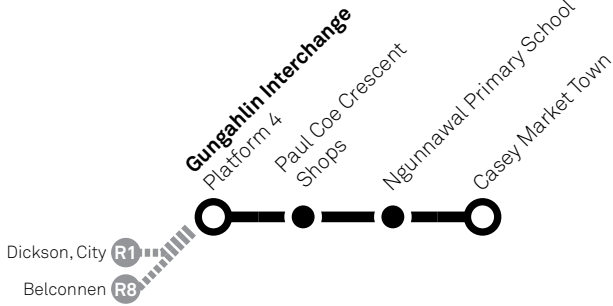 Gungahlin Interchange
Platform 4
Paul Coe Crescent
Shops
Ngunnawal Primary School
Casey Market Town
Dickson, City R1
Belconnen R8